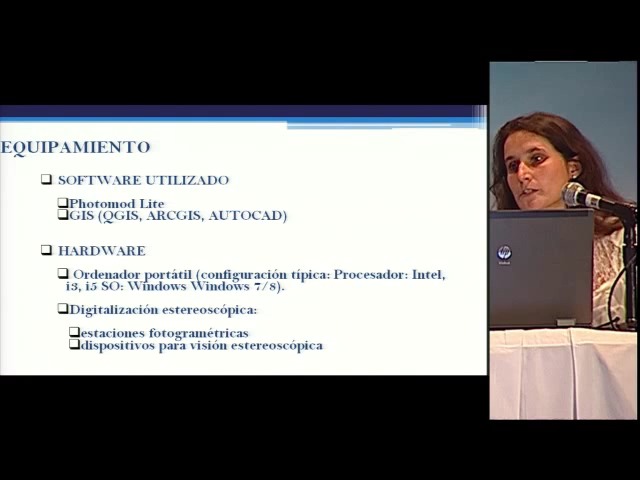 EQUIPAMIENTO
SOFTWARE UTILIZADO
Photomod Lite
GIS (QGIS, ARCGIS, AUTOCAD)
HARDWARE
Ordenador portátil (configuración típica: Procesador: Intel,
i3, i5 SO: Windows Windows 7/8).
Digitalización estereoscópica:
estaciones fotogramétricas
dispositivos para visión estereoscópica
hp